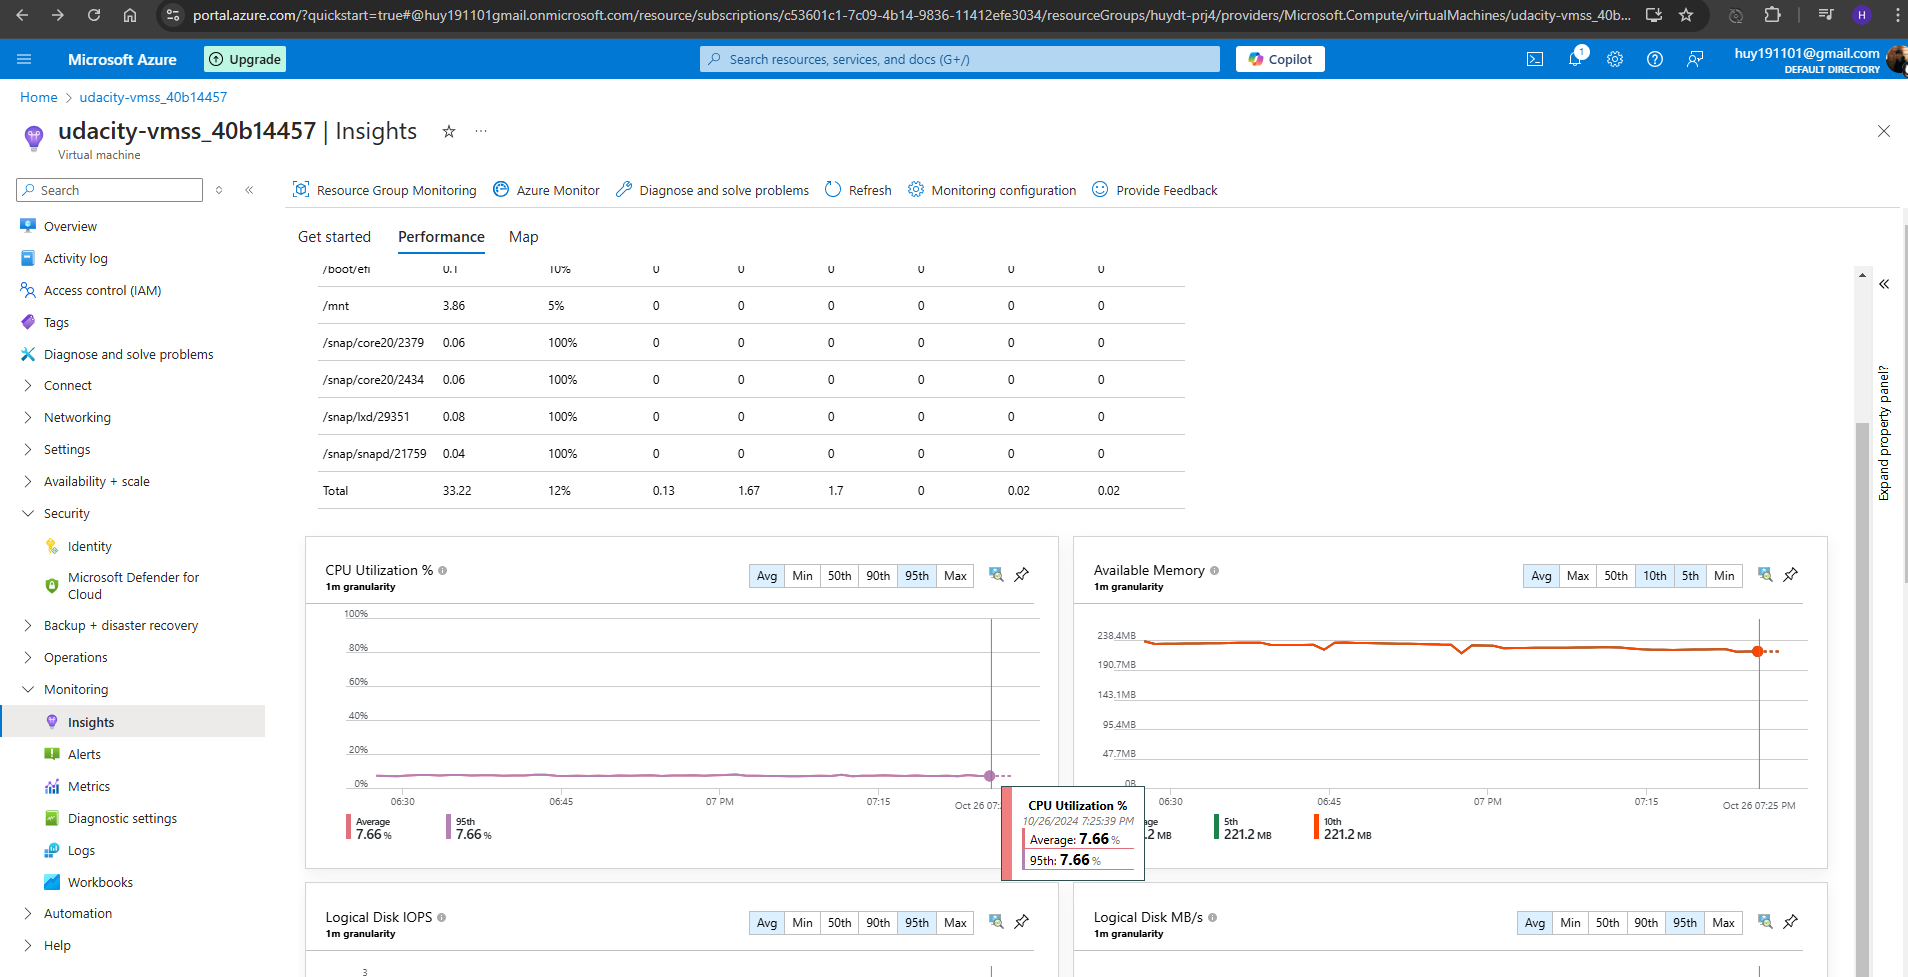 portal.azure.com/?quickstart=true#@huy191101gmail.onmicrosoft.com/resource/subscriptions/c53601c1-7c09-4b14-9836-11412efe3034/resourceGroups/huydt-prj4/providers/Microsoft.Compute/virtualMachines/udacity-vmss_40b...
H
Microsoft Azure
Upgrade
Search resources, services, and docs (G+/)
Copilot
1
huy191101@gmail.com
DEFAULT DIRECTORY
Home > udacity-vmss_40b14457
udacity-vmss_40b14457 | Insights
Virtual machine
Search
Overview
Activity log
Access control (IAM)
Tags
Diagnose and solve problems
Connect
Networking
Settings
Availability + scale
Security
Identity
Microsoft Defender for
Cloud
Backup + disaster recovery
Operations
Monitoring
Insights
Alerts
Metrics
Diagnostic settings
Logs
Workbooks
Automation
Help
Resource Group Monitoring Azure Monitor Diagnose and solve problems Refresh Monitoring configuration Provide Feedback
Get started Performance Map
/boot/efi 0.1 10% 0 0 0 0 0 0
/mnt 3.86 5% 0 0 0 0 0 0
/snap/core20/2379 0.06 100% 0 0 0 0 0 0
/snap/core20/2434 0.06 100% 0 0 0 0 0 0
/snap/lxd/29351 0.08 100% 0 0 0 0 0 0
/snap/snapd/21759 0.04 100% 0 0 0 0 0 0
Total 33.22 12% 0.13 1.67 1.7 0 0.02 0.02
Expand property panel?
CPU Utilization %
1m granularity
Avg Min 50th 90th 95th Max
100%
80%
60%
40%
20%
0%
06:30 06:45 07 PM 07:15 Oct 26 07:2
Average
7.66 %
95th
7.66 %
CPU Utilization %
10/26/2024 7:25:39 PM
Average: 7.66 %
95th: 7.66 %
Available Memory
1m granularity
Avg Max 50th 10th 5th Min
238.4MB
190.7MB
143.1MB
95.4MB
47.7MB
0B
06:30 06:45 07 PM 07:15 Oct 26 07:25 PM
age
.2 MB
5th
221.2 MB
10th
221.2 MB
Logical Disk IOPS
1m granularity
Avg Min 50th 90th 95th Max
3
Logical Disk MB/s
1m granularity
Avg Min 50th 90th 95th Max